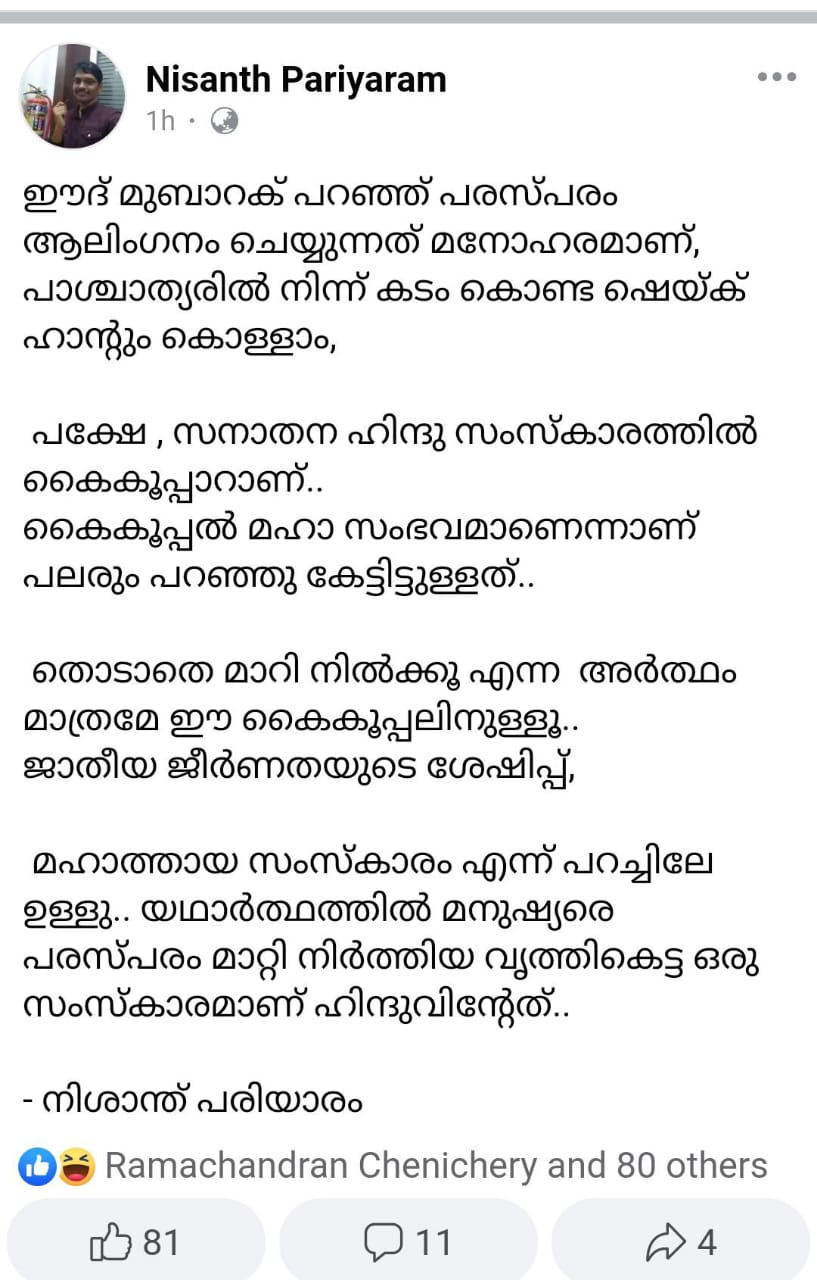 Nisanth Pariyaram
1h ·
ഈദ് മുബാറക് പറഞ്ഞ് പരസ്പരം
ആലിംഗനം ചെയ്യുന്നത് മനോഹരമാണ്,
പാശ്ചാത്യരിൽ നിന്ന് കടം കൊണ്ട ഷെയ്ക്
ഹാന്റും കൊള്ളാം,
പക്ഷേ , സനാതന ഹിന്ദു സംസ്കാരത്തിൽ
കൈകൂപ്പാറാണ്..
കൈകൂപ്പൽ മഹാ സംഭവമാണെന്നാണ്
പലരും പറഞ്ഞു കേട്ടിട്ടുള്ളത്..
തൊടാതെ മാറി നിൽക്കൂ എന്ന അർത്ഥം
മാത്രമേ ഈ കൈകൂപ്പലിനുള്ളൂ..
ജാതീയ ജീർണതയുടെ ശേഷിപ്പ്,
മഹാത്തായ സംസ്കാരം എന്ന് പറച്ചിലേ
ഉള്ളു.. യഥാർത്ഥത്തിൽ മനുഷ്യരെ
പരസ്പരം മാറ്റി നിർത്തിയ വൃത്തികെട്ട ഒരു
സംസ്കാരമാണ് ഹിന്ദുവിന്റേത്..
- നിശാന്ത് പരിയാരം
Ramachandran Chenichery and 80 others
81 11 4